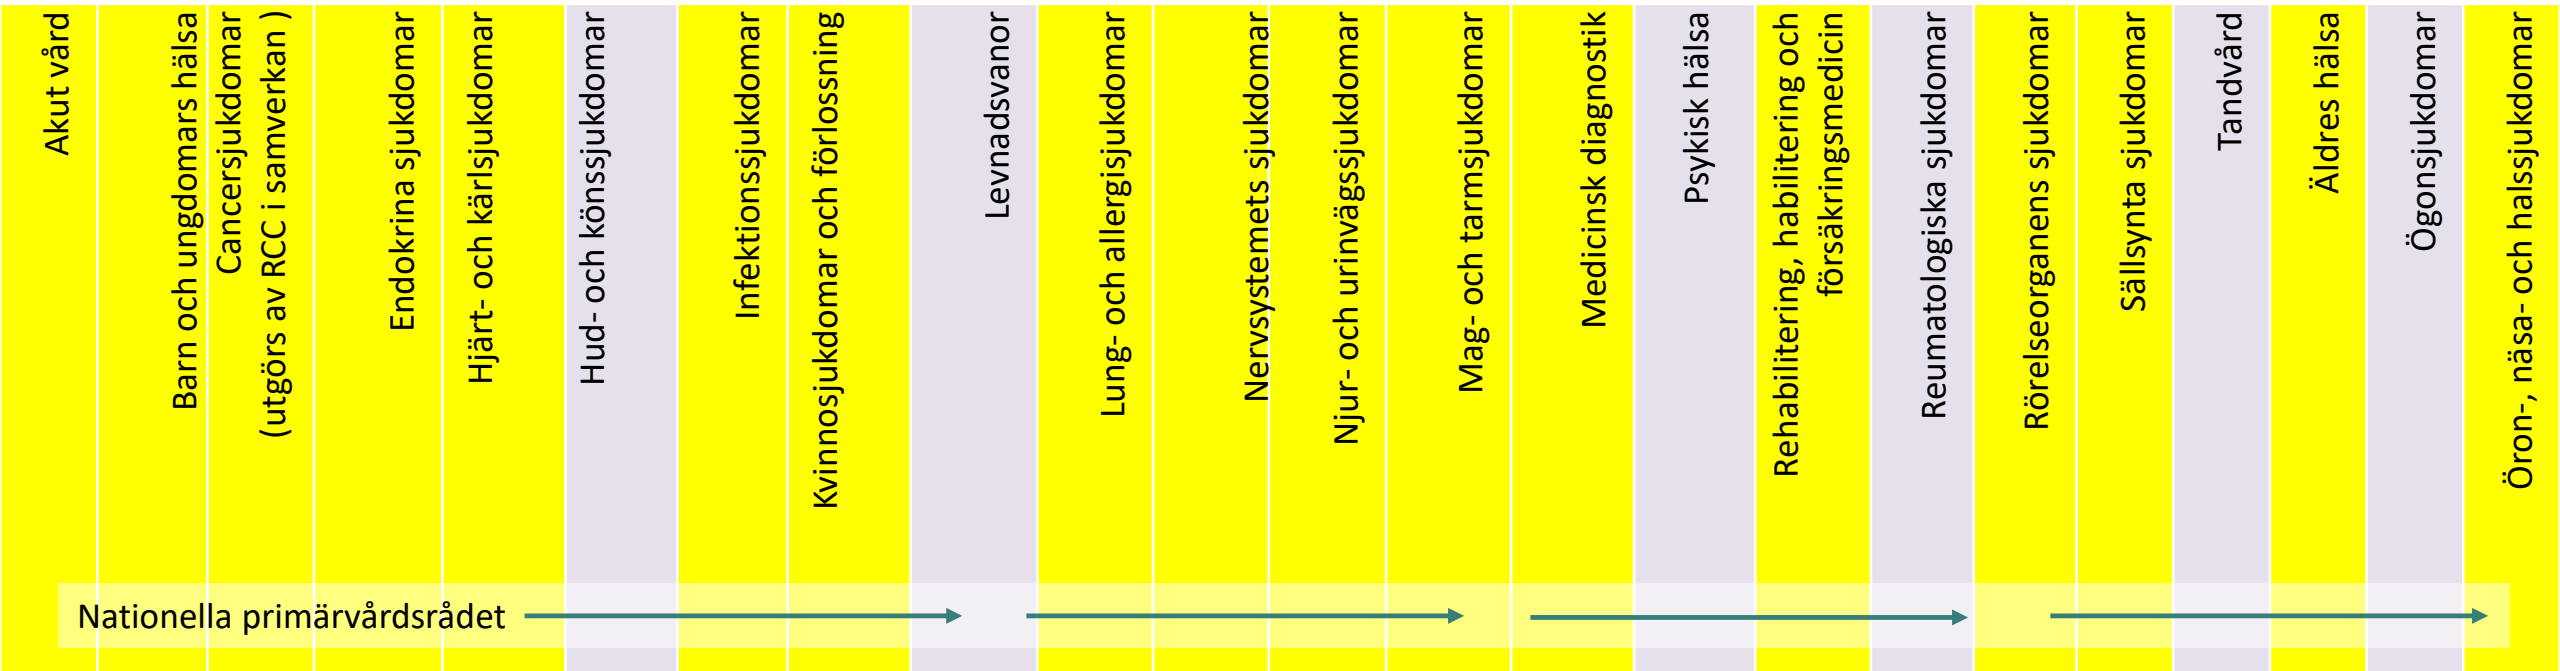 Akut vård
Barn och ungdomars hälsa
Cancersjukdomar
(utgörs av RCC i samverkan )
Endokrina sjukdomar
Hjärt- och kärlsjukdomar
Hud- och könssjukdomar
Infektionssjukdomar
Kvinnosjukdomar och förlossning
Levnadsvanor
Lung- och allergisjukdomar
Nervsystemets sjukdomar
Njur- och urinvägssjukdomar
Mag- och tarmsjukdomar
Medicinsk diagnostik
Psykisk hälsa
Rehabilitering, habilitering och
försäkringsmedicin
Reumatologiska sjukdomar
Rörelseorganens sjukdomar
Sällsynta sjukdomar
Tandvård
Äldres hälsa
Ögonsjukdomar
Öron-, näsa- och halssjukdomar
Nationella primärvårdsrådet